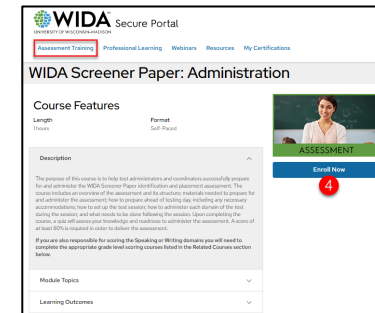 WIDA Secure Portal
UNIVERSITY OF WISCONSIN-MADISON
Assessment Training Professional Learning Webinars Resources My Certifications
WIDA Screener Paper: Administration
Course Features
Length Format
1 hours Self-Paced
ASSESSMENT
Enroll Now
4
Description
The purpose of this course is to help test administrators and coordinators successfully prepare
for and administer the WIDA Screener Paper identification and placement assessment. The
course includes an overview of the assessment and its structure; materials needed to prepare for
and administer the assessment; how to prepare ahead of testing day, including any necessary
accommodations; how to set up the test session; how to administer each domain of the test
during the session; and what needs to be done following the session. Upon completing the
course, a quiz will assess your knowledge and readiness to administer the assessment. A score of
at least 80% is required in order to deliver the assessment.
If you are also responsible for scoring the Speaking or Writing domains you will need to
complete the appropriate grade level scoring courses listed in the Related Courses section
below.
Module Topics
Learning Outcomes